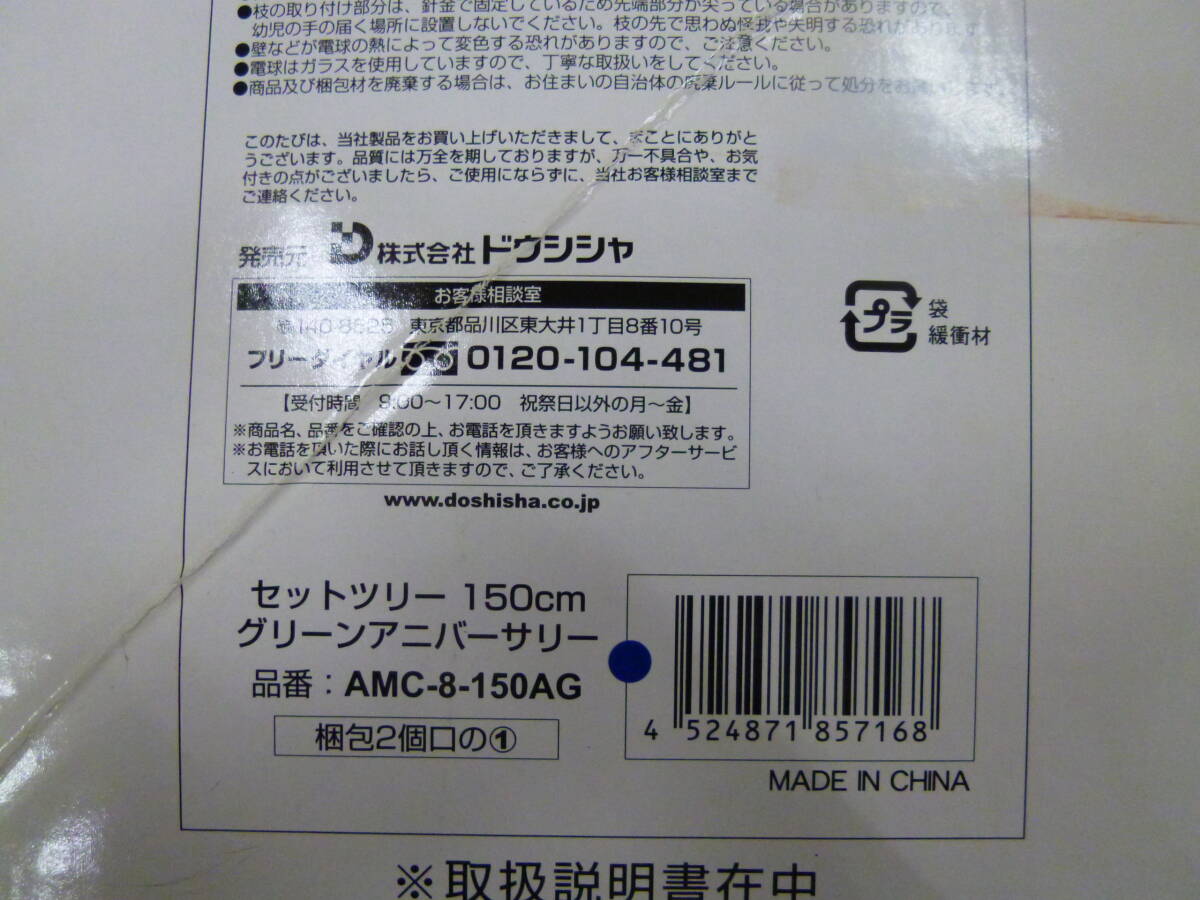 ●枝の取り付け部分は、針金で固定しているため先端部分が尖っている場合がありますので、
幼児の手の届く場所に設置しないでください。枝の先で思わぬ怪我や失明する恐れがあります。
●壁などが電球の熱によって変色する恐れがありますので、ご注意ください。
●電球はガラスを使用していますので、丁寧な取扱いをしてください。
●商品及び梱包材を廃棄する場合は、お住まいの自治体の廃棄ルールに従って処分をお願いします。
このたびは、当社製品をお買い上げいただきまして、まことにありがと
うございます。品質には万全を期しておりますが、万一不具合や、お気
付きの点がございましたら、ご使用にならずに、当社お客様相談室まで
ご連絡ください。
発売元 株式会社 ドウシシャ
お客様相談室
〒140-8525 東京都品川区東大井1丁目8番10号
フリーダイヤル 0120-104-481
【受付時間 9:00～17:00 祝祭日以外の月～金】
※商品名、品番をご確認の上、お電話を頂きますようお願い致します。
※お電話を頂いた際にお話し頂く情報は、お客様へのアフターサービ
スにおいて利用させて頂きますので、ご了承ください。
www.doshisha.co.jp
プラ
袋
緩衝材
セットツリー 150cm
グリーンアニバーサリー
品番：AMC-8-150AG
梱包2個口の①
4 524871 857168
MADE IN CHINA
※取扱説明書在中